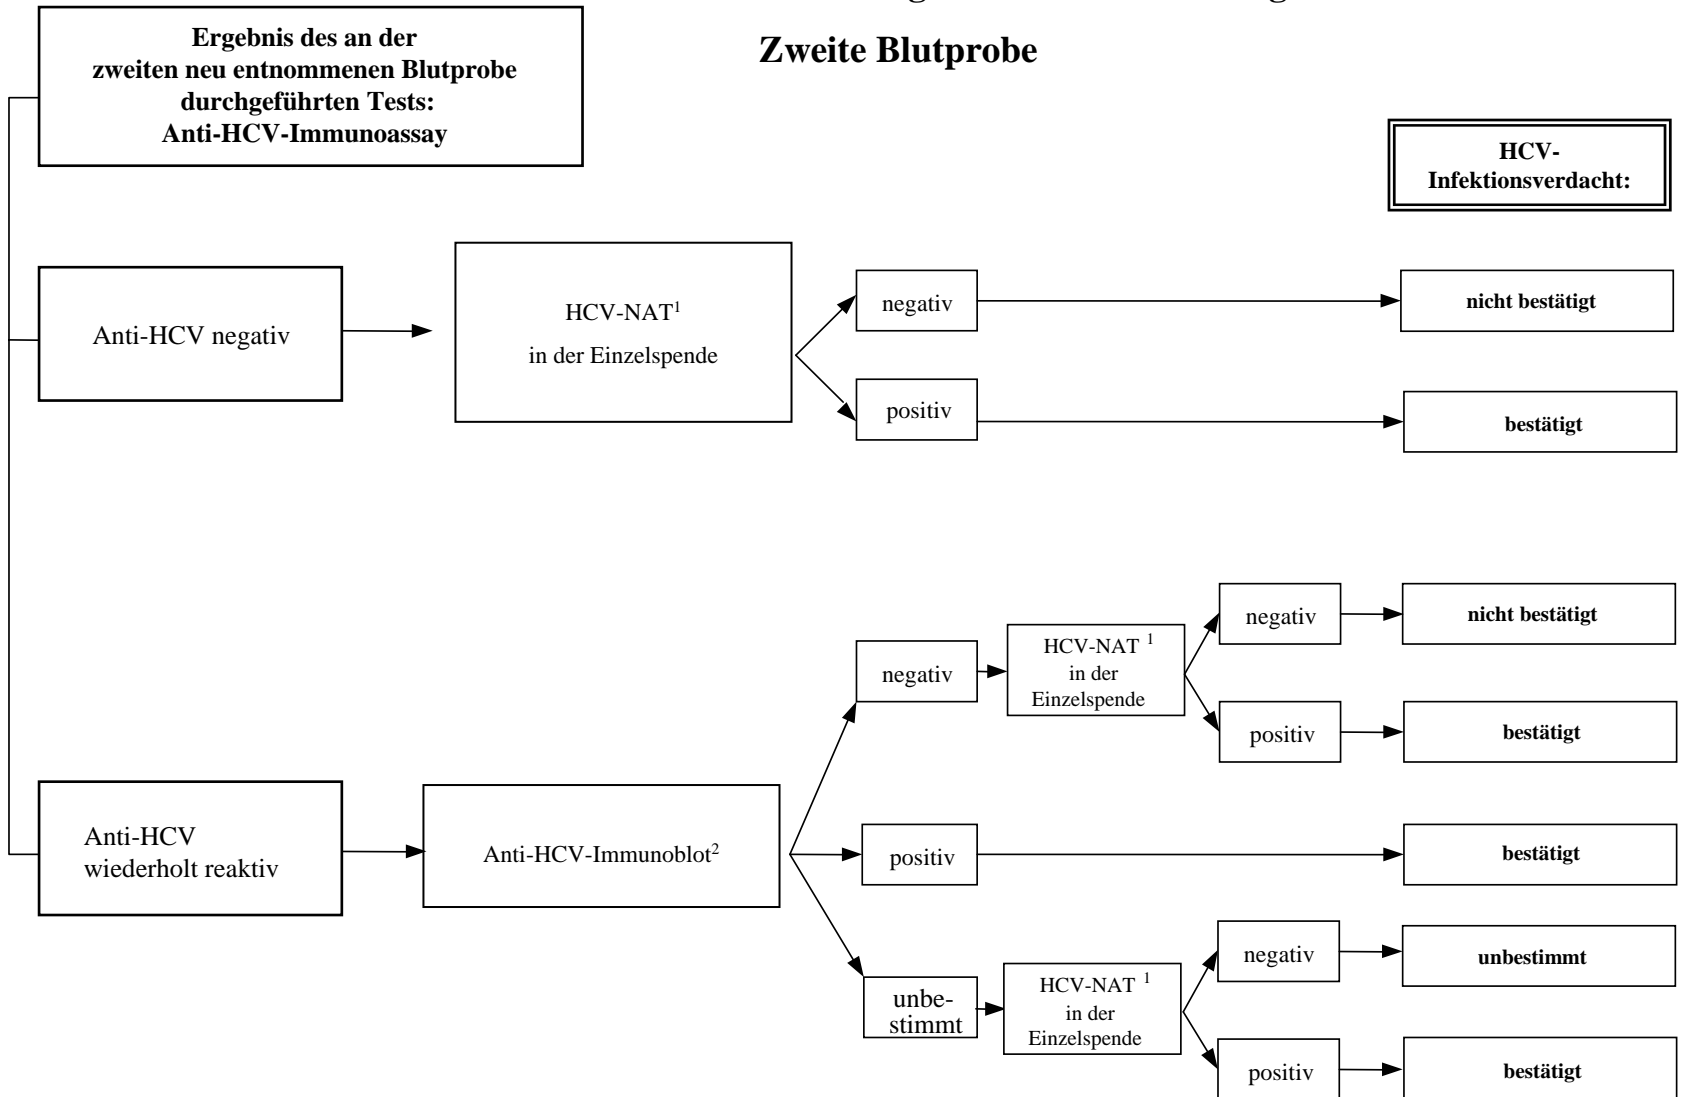 Zweite Blutprobe
Ergebnis des an der
zweiten neu entnommenen Blutprobe
durchgeführten Tests:
Anti-HCV-Immunoassay
HCV-
Infektionsverdacht:
Anti-HCV negativ
HCV-NAT¹
in der Einzelspende
negativ
nicht bestätigt
positiv
bestätigt
Anti-HCV
wiederholt reaktiv
Anti-HCV-Immunoblot²
negativ
HCV-NAT ¹
in der
Einzelspende
negativ
nicht bestätigt
positiv
bestätigt
positiv
bestätigt
unbe-
stimmt
HCV-NAT ¹
in der
Einzelspende
negativ
unbestimmt
positiv
bestätigt